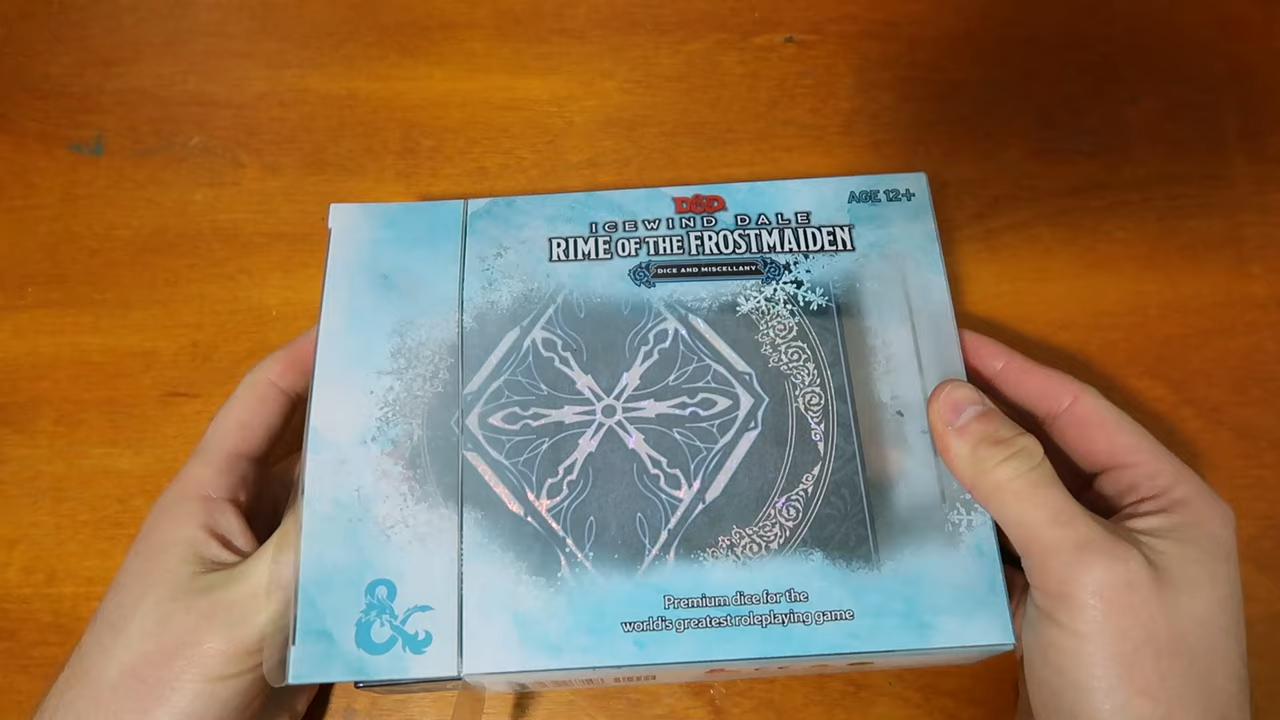 D&D
AGE 12+
ICEWIND DALE
RIME OF THE FROSTMAIDEN
DICE AND MISCELLANY
Premium dice for the
world's greatest roleplaying game